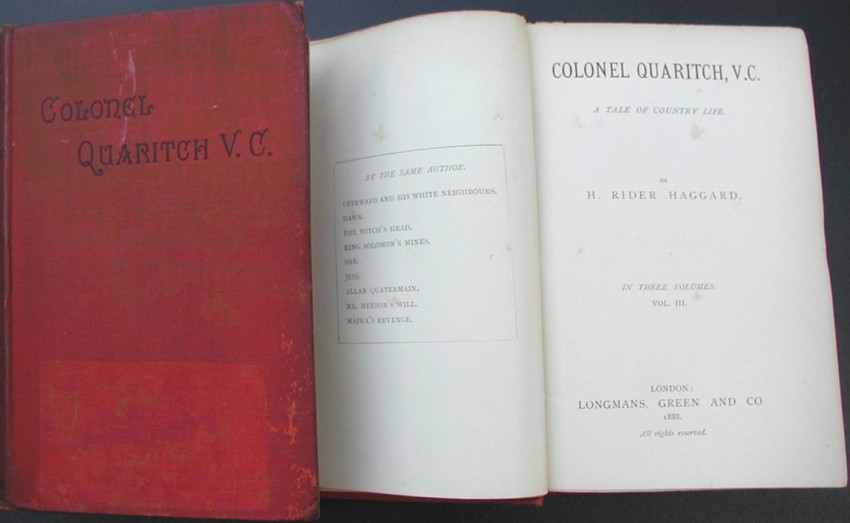 COLONEL
QUARITCH V. C.
BY THE SAME AUTHOR.
CETEWAYO AND HIS WHITE NEIGHBOURS.
DAWN.
THE WITCH'S HEAD.
KING SOLOMON'S MINES.
SHE.
JESS.
ALLAN QUATERMAIN.
MR. MEESON'S WILL.
MAIWA'S REVENGE.
COLONEL QUARITCH, V.C.
A TALE OF COUNTRY LIFE.
BY
H. RIDER HAGGARD.
IN THREE VOLUMES.
VOL. III.
LONDON:
LONGMANS, GREEN AND CO.
1888.
All rights reserved.